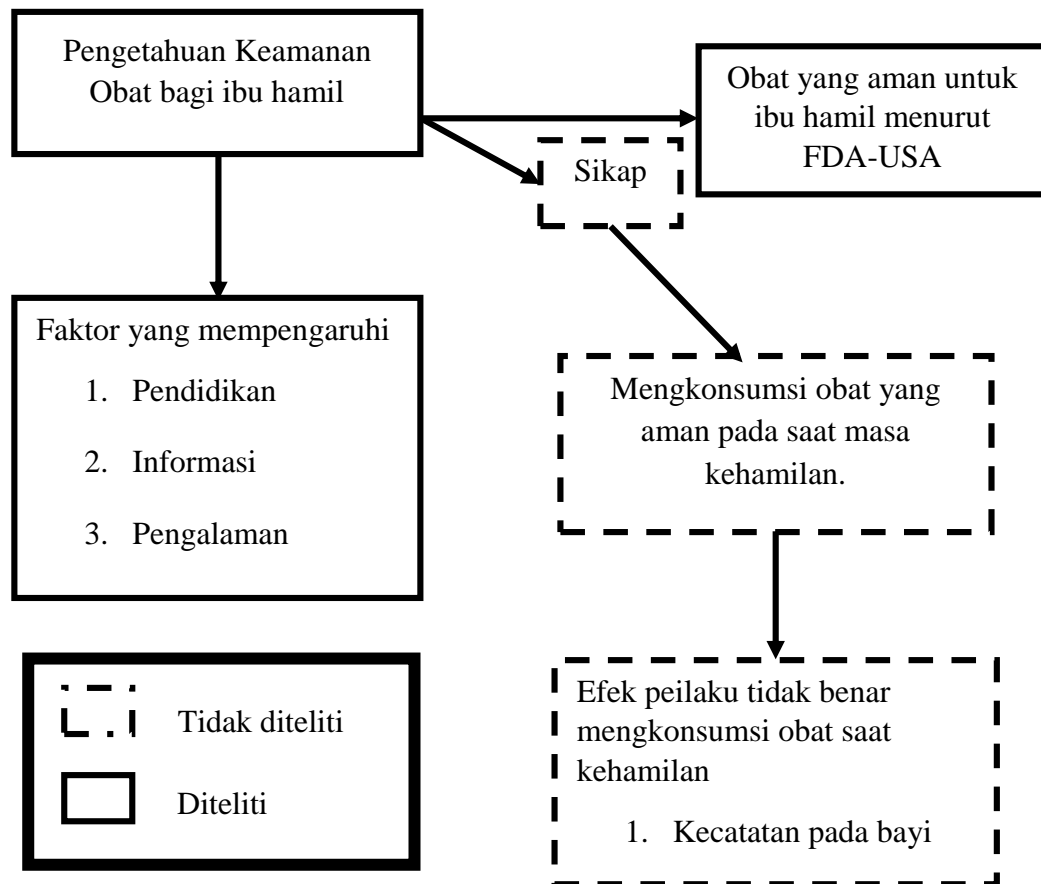 Pengetahuan Keamanan
Obat bagi ibu hamil
Obat yang aman untuk
ibu hamil menurut
FDA-USA
Sikap
Faktor yang mempengaruhi
1. Pendidikan
2. Informasi
3. Pengalaman
Mengkonsumsi obat yang
aman pada saat masa
kehamilan.
Tidak diteliti
Diteliti
Efek peilaku tidak benar
mengkonsumsi obat saat
kehamilan
1. Kecatatan pada bayi